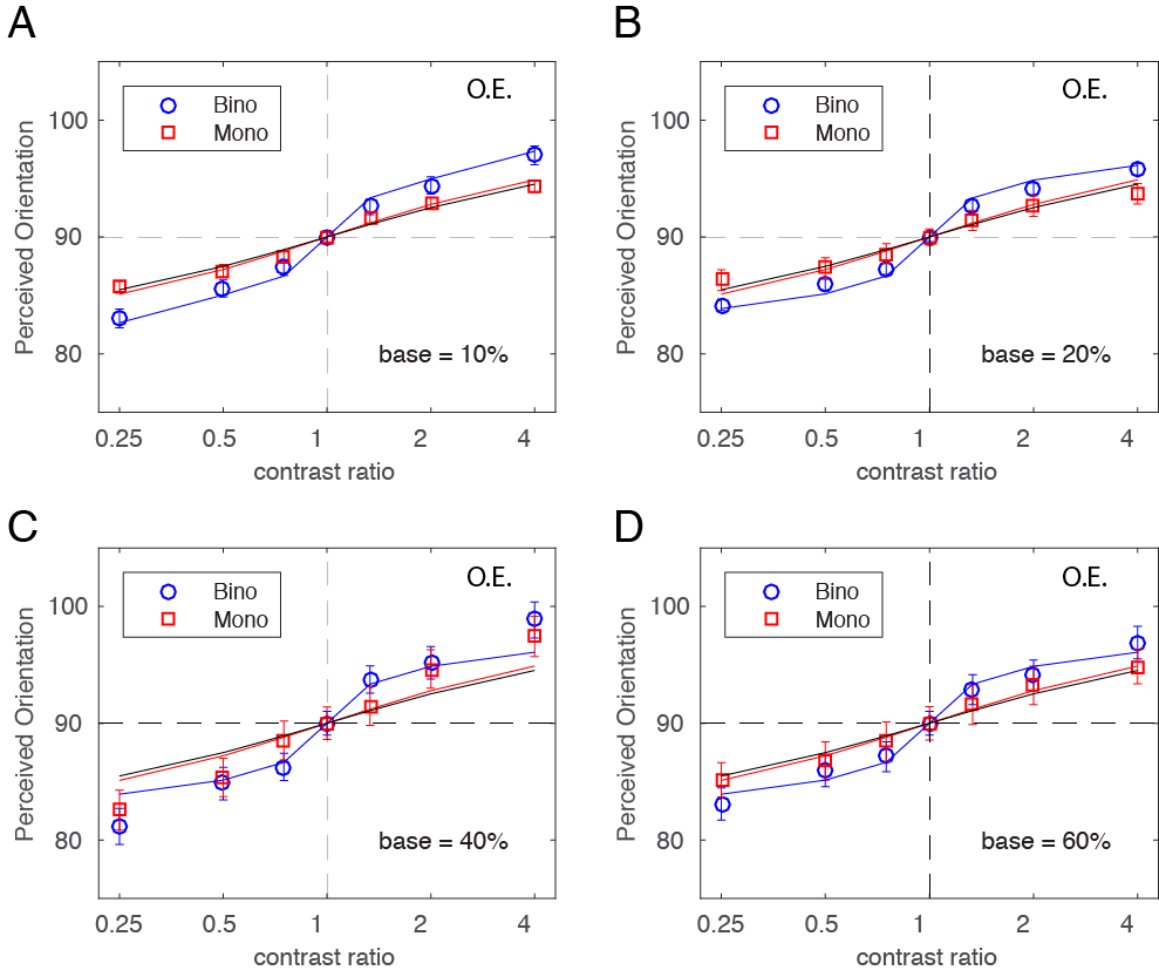 A
Perceived Orientation
100
90
80
Bino
Mono
O.E.
base = 10%
0.25 0.5 1 2 4
contrast ratio
B
Perceived Orientation
100
90
80
Bino
Mono
O.E.
base = 20%
0.25 0.5 1 2 4
contrast ratio
C
Perceived Orientation
100
90
80
Bino
Mono
O.E.
base = 40%
0.25 0.5 1 2 4
contrast ratio
D
Perceived Orientation
100
90
80
Bino
Mono
O.E.
base = 60%
0.25 0.5 1 2 4
contrast ratio